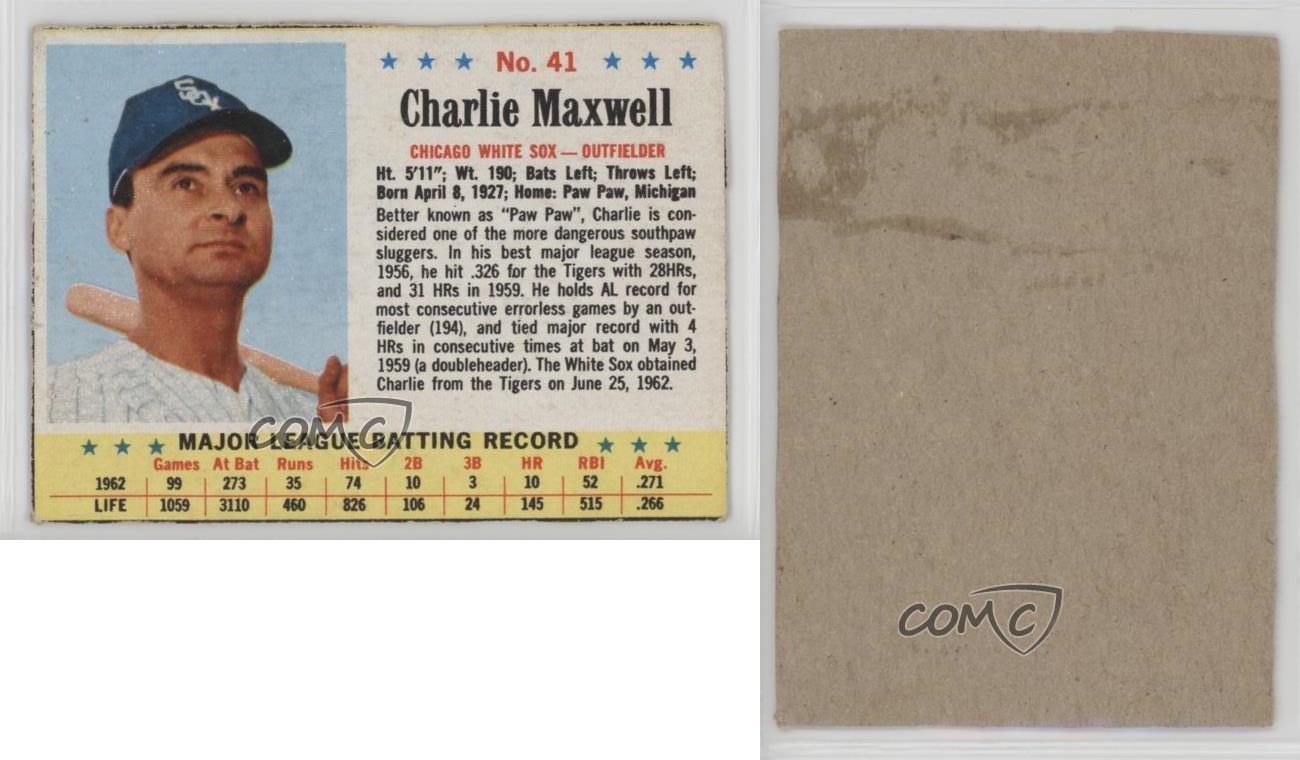 SOX
No. 41
Charlie Maxwell
CHICAGO WHITE SOX — OUTFIELDER
Ht. 5'11"; Wt. 190; Bats Left; Throws Left;
Born April 8, 1927; Home: Paw Paw, Michigan
Better known as "Paw Paw", Charlie is con-
sidered one of the more dangerous southpaw
sluggers. In his best major league season,
1956, he hit .326 for the Tigers with 28HRs,
and 31 HRs in 1959. He holds AL record for
most consecutive errorless games by an out-
fielder (194), and tied major record with 4
HRs in consecutive times at bat on May 3,
1959 (a doubleheader). The White Sox obtained
Charlie from the Tigers on June 25, 1962.
COMC
MAJOR LEAGUE BATTING RECORD
Games At Bat Runs Hits 2B 3B HR RBI Avg.
1962 99 273 35 74 10 3 10 52 .271
LIFE 1059 3110 460 826 106 24 145 515 .266
COMC